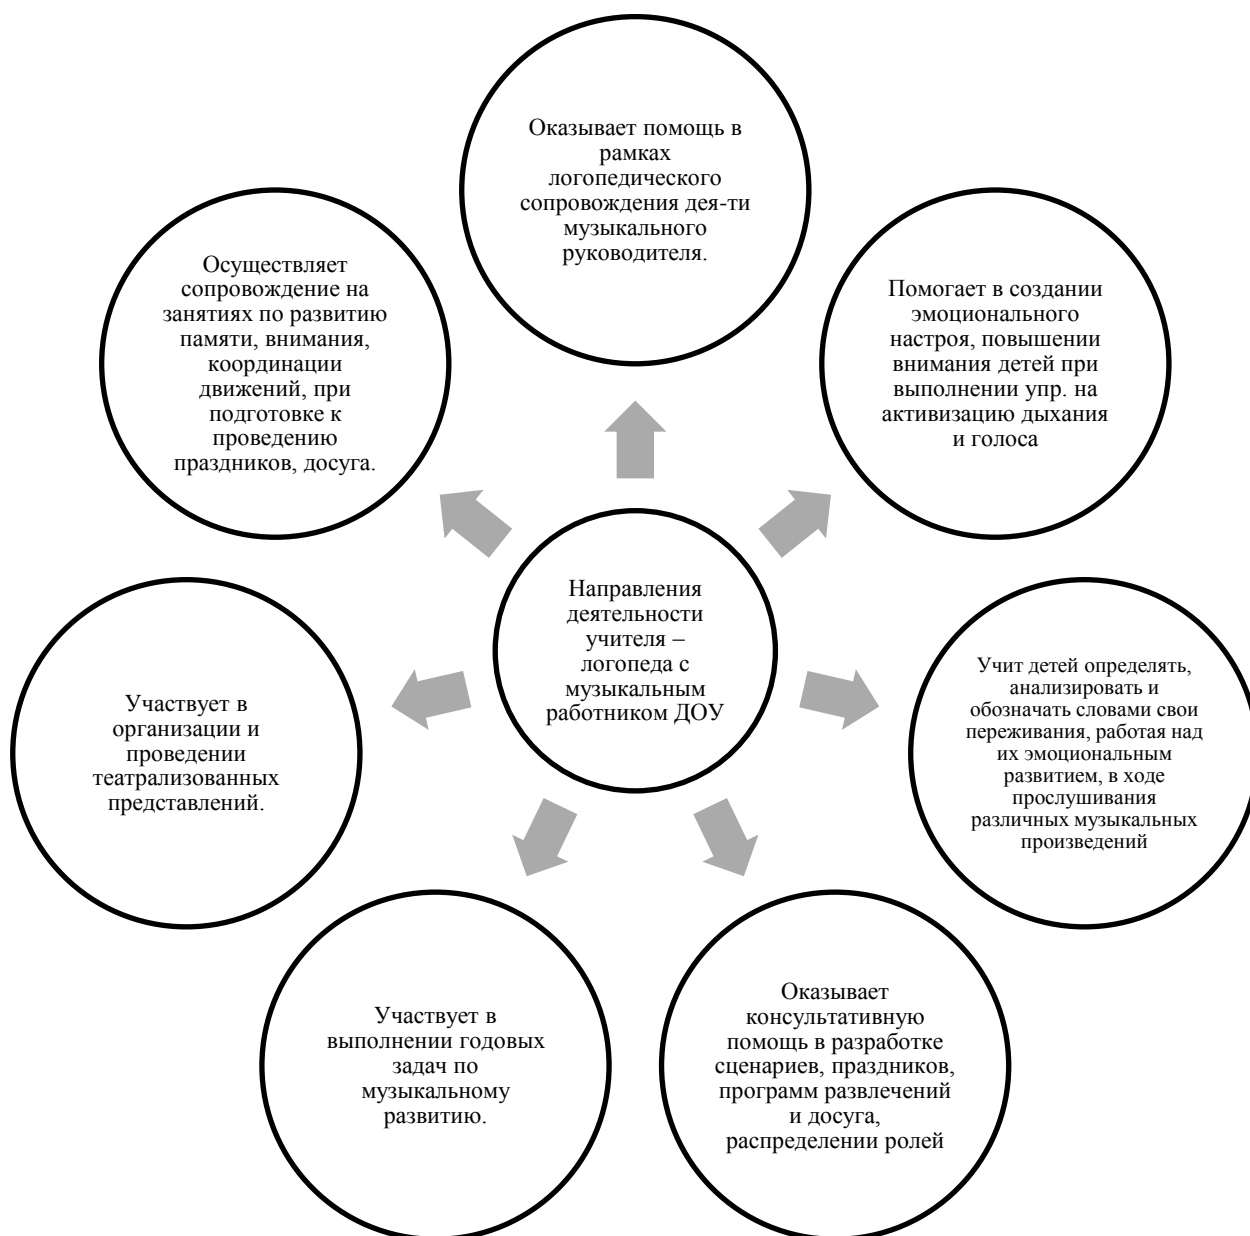 Оказывает помощь в
рамках
логопедического
сопровождения дея-ти
музыкального
руководителя.
Осуществляет
сопровождение на
занятиях по развитию
памяти, внимания,
координации
движений, при
подготовке к
проведению
праздников, досуга.
Помогает в создании
эмоционального
настроя, повышении
внимания детей при
выполнении упр. на
активизацию дыхания
и голоса
Направления
деятельности
учителя –
логопеда с
музыкальным
работником ДОУ
Учит детей определять,
анализировать и
обозначать словами свои
переживания, работая над
их эмоциональным
развитием, в ходе
прослушивания
различных музыкальных
произведений
Участвует в
организации и
проведении
театрализованных
представлений.
Участвует в
выполнении годовых
задач по
музыкальному
развитию.
Оказывает
консультативную
помощь в разработке
сценариев, праздников,
программ развлечений
и досуга,
распределении ролей